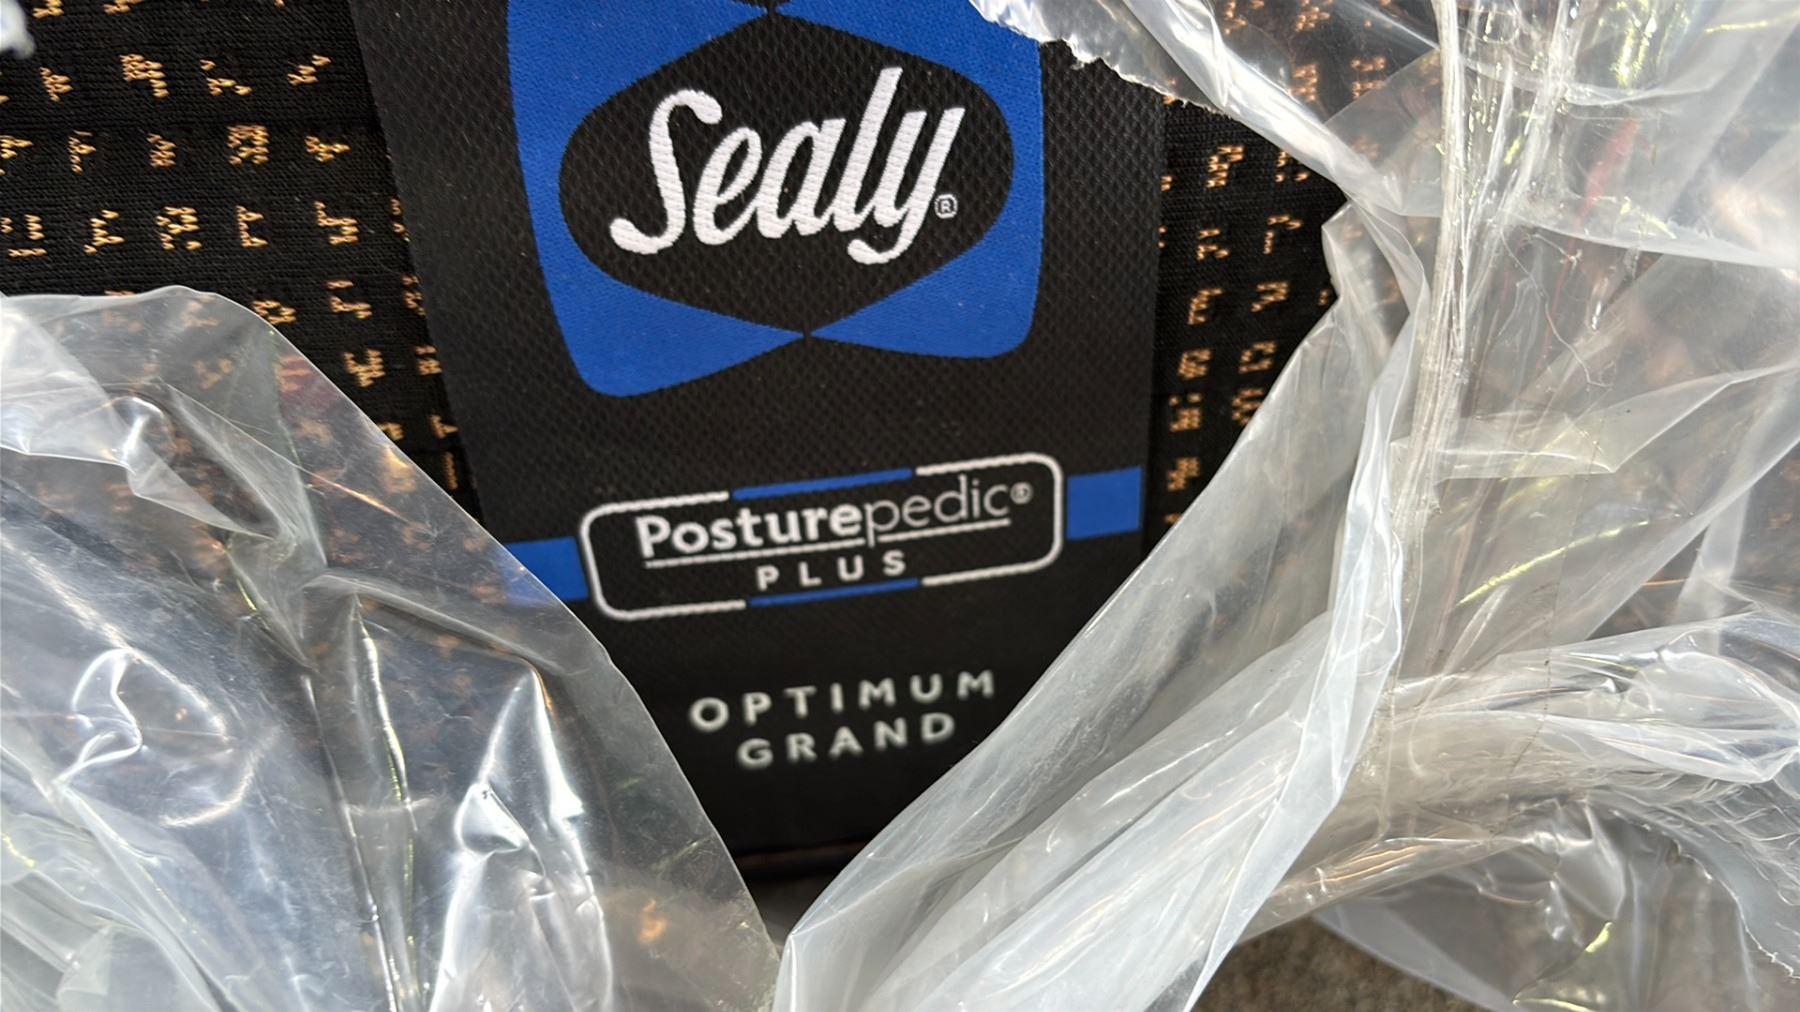 Sealy®
Posturepedic®
PLUS
OPTIMUM
GRAND